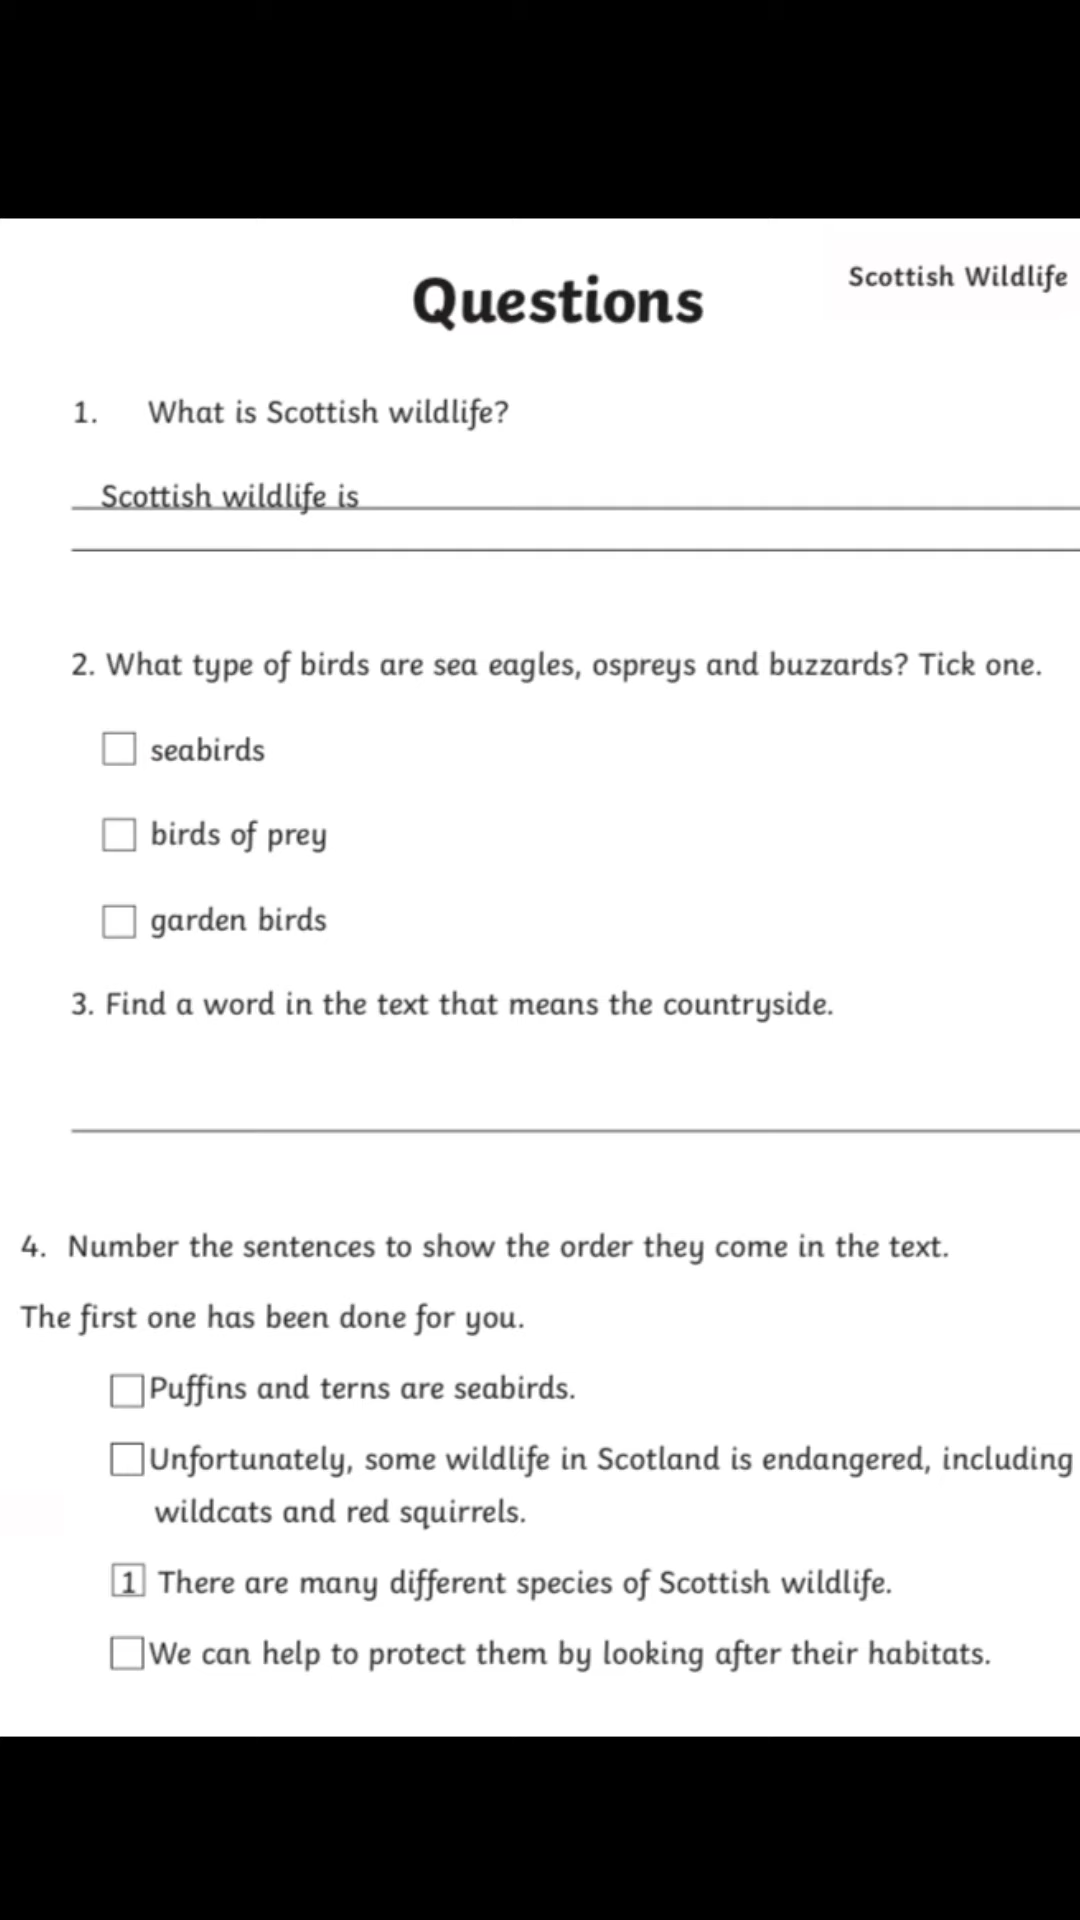 Scottish Wildlife
Questions
1. What is Scottish wildlife?
Scottish wildlife is
2. What type of birds are sea eagles, ospreys and buzzards? Tick one.
seabirds
birds of prey
garden birds
3. Find a word in the text that means the countryside.
4. Number the sentences to show the order they come in the text.
The first one has been done for you.
Puffins and terns are seabirds.
Unfortunately, some wildlife in Scotland is endangered, including
wildcats and red squirrels.
1 There are many different species of Scottish wildlife.
We can help to protect them by looking after their habitats.